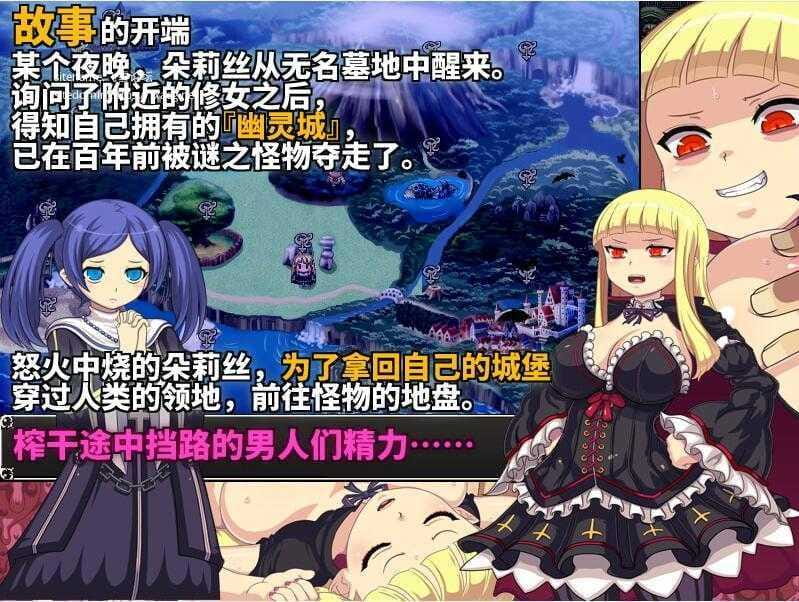 故事的开端
某个夜晚、朵莉丝从无名墓地中醒来。
询问了附近的修女之后，
得知自己拥有的『幽灵城』，
已在百年前被谜之怪物夺走了。
怒火中烧的朵莉丝，为了拿回自己的城堡
穿过人类的领地，前往怪物的地盘。
榨干途中挡路的男人们精力……